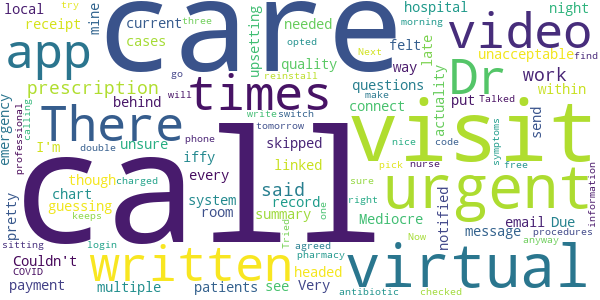 local
try
mine
receipt
current
three
cases
app
prescription
behind
There
emergency
professional
calling
I'm
care
opted
morning
needed
upsetting
quality
times
unsure
iffy
skipped
write
switch
tomorrow
hospital
night
felt
late
way
questions
connect
actuality
video
unacceptable
Next
go
find
reinstall
Dr
work
within
will
make
put
Talked
send
visit
call
though
double
phone
charged
guessing
every
linked
said
chart
system
record
keeps
room
summary
one
pretty
login
Tried
sitting
Couldn't
COVID
written
headed
agreed
Now
payment
multiple
patients
see
Very
pharmacy
antibiotic
checked
nice
code
pick
nurse
symptoms
free
sure
right
urgent
information
Mediocre
notified
email
Due
message
procedures
anyway
virtual